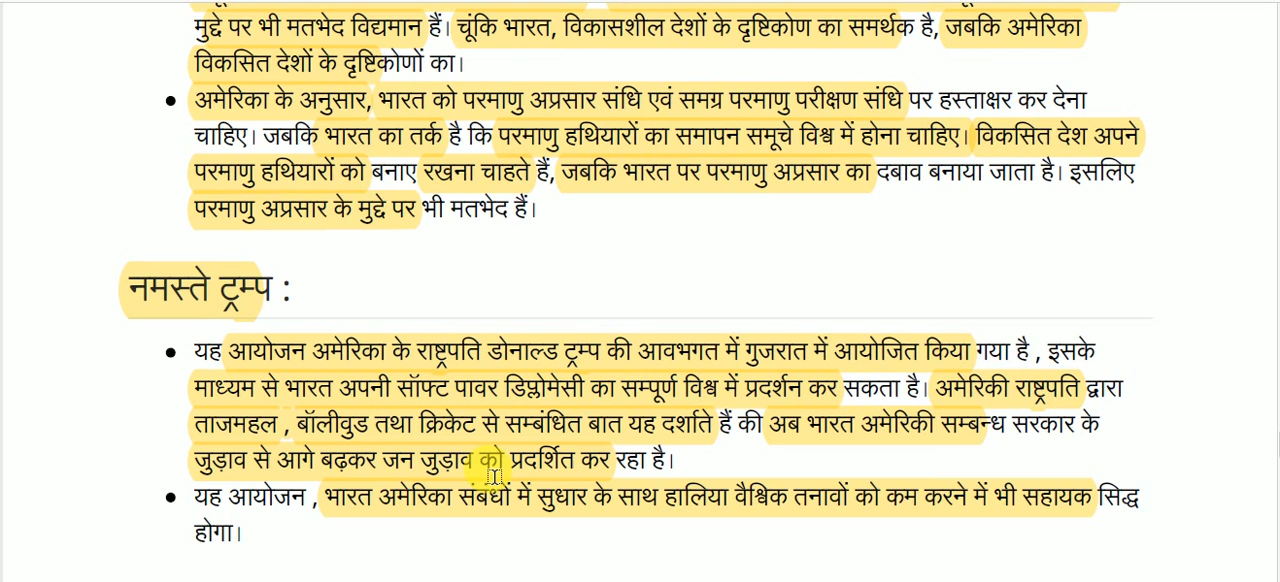 मुद्दे पर भी मतभेद विद्यमान हैं। चूंकि भारत, विकासशील देशों के दृष्टिकोण का समर्थक है, जबकि अमेरिका
विकसित देशों के दृष्टिकोणों का।
• अमेरिका के अनुसार, भारत को परमाणु अप्रसार संधि एवं समग्र परमाणु परीक्षण संधि पर हस्ताक्षर कर देना
चाहिए। जबकि भारत का तर्क है कि परमाणु हथियारों का समापन समूचे विश्व में होना चाहिए। विकसित देश अपने
परमाणु हथियारों को बनाए रखना चाहते हैं, जबकि भारत पर परमाणु अप्रसार का दबाव बनाया जाता है। इसलिए
परमाणु अप्रसार के मुद्दे पर भी मतभेद हैं।
नमस्ते ट्रम्प :
• यह आयोजन अमेरिका के राष्ट्रपति डोनाल्ड ट्रम्प की आवभगत में गुजरात में आयोजित किया गया है , इसके
माध्यम से भारत अपनी सॉफ्ट पावर डिप्लोमेसी का सम्पूर्ण विश्व में प्रदर्शन कर सकता है। अमेरिकी राष्ट्रपति द्वारा
ताजमहल , बॉलीवुड तथा क्रिकेट से सम्बंधित बात यह दर्शाते हैं की अब भारत अमेरिकी सम्बन्ध सरकार के
जुड़ाव से आगे बढ़कर जन जुड़ाव को प्रदर्शित कर रहा है।
• यह आयोजन , भारत अमेरिका संबंधों में सुधार के साथ हालिया वैश्विक तनावों को कम करने में भी सहायक सिद्ध
होगा।